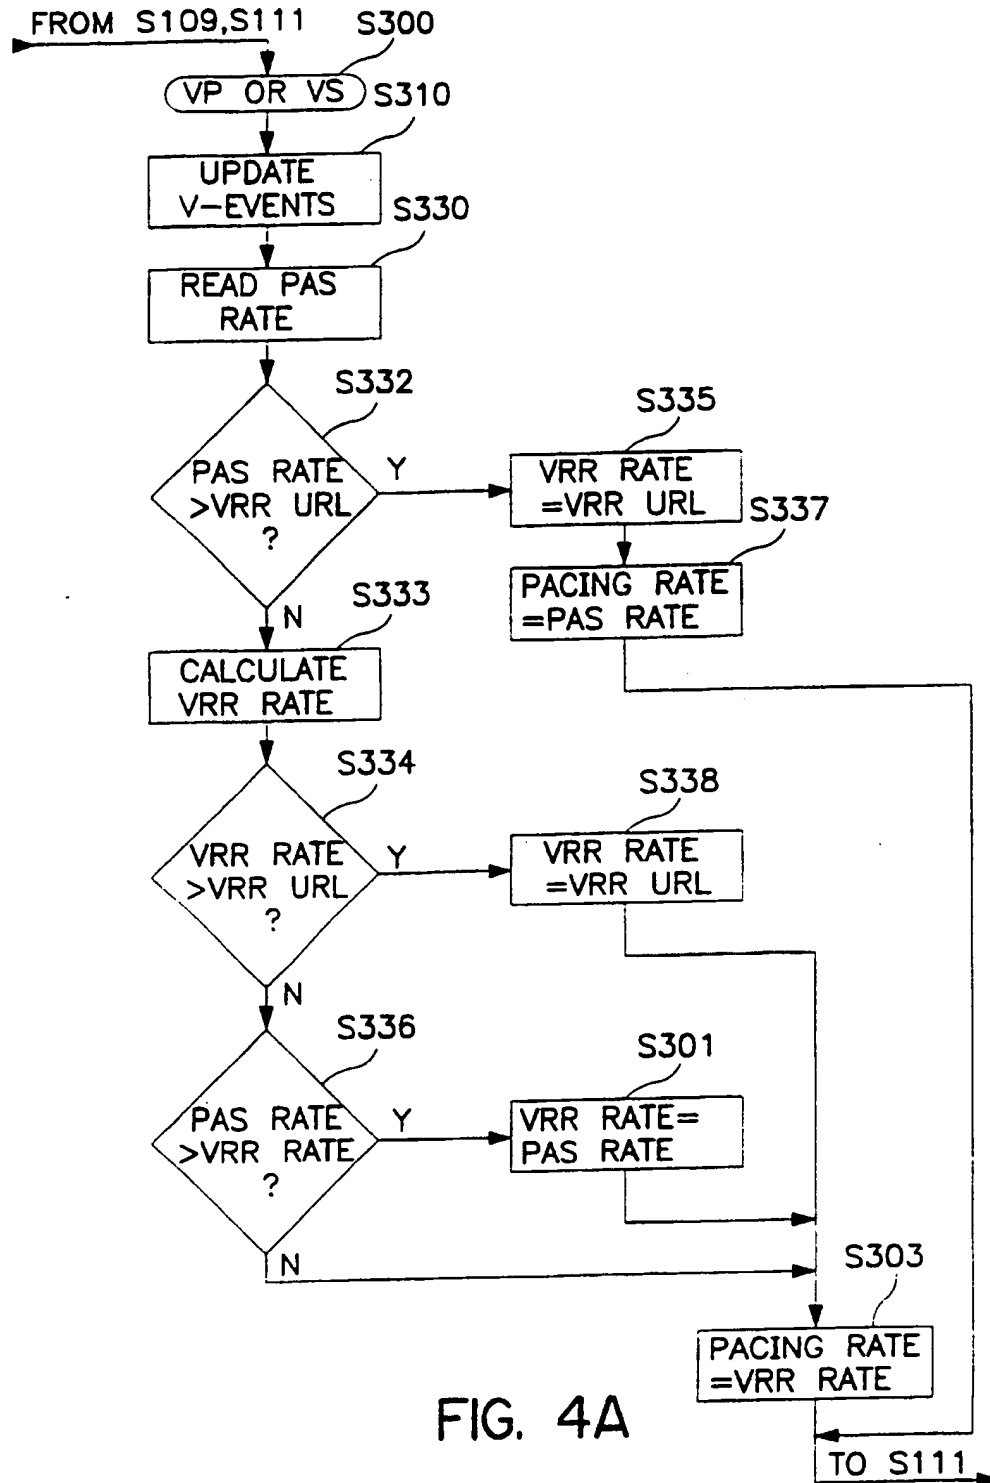 FROM S109,S111
S300
VP OR VS
S310
UPDATE
V-EVENTS
S330
READ PAS
RATE
S332
PAS RATE
>VRR URL
?
Y
N
S335
VRR RATE
=VRR URL
S337
PACING RATE
=PAS RATE
S333
CALCULATE
VRR RATE
S334
VRR RATE
>VRR URL
?
Y
N
S338
VRR RATE
=VRR URL
S336
PAS RATE
>VRR RATE
?
Y
N
S301
VRR RATE=
PAS RATE
S303
PACING RATE
=VRR RATE
FIG. 4A
TO S111